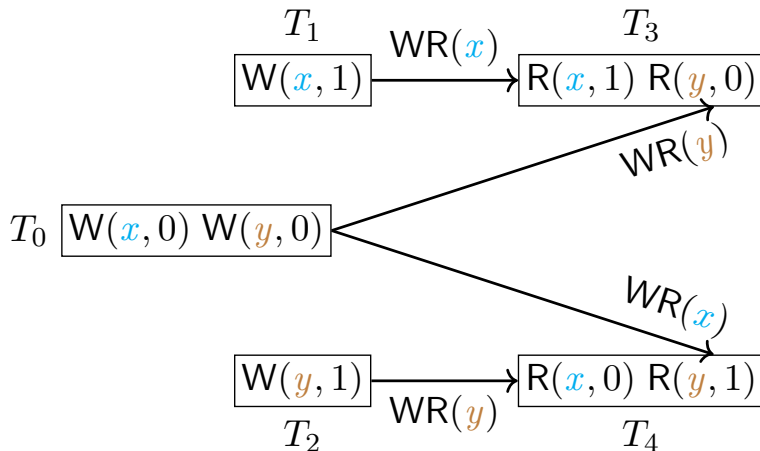 T₁ WR(x) T₃
W(x, 1) R(x, 1) R(y, 0)
WR(y)
T₀ W(x, 0) W(y, 0)
WR(x)
W(y, 1) R(x, 0) R(y, 1)
T₂ WR(y) T₄